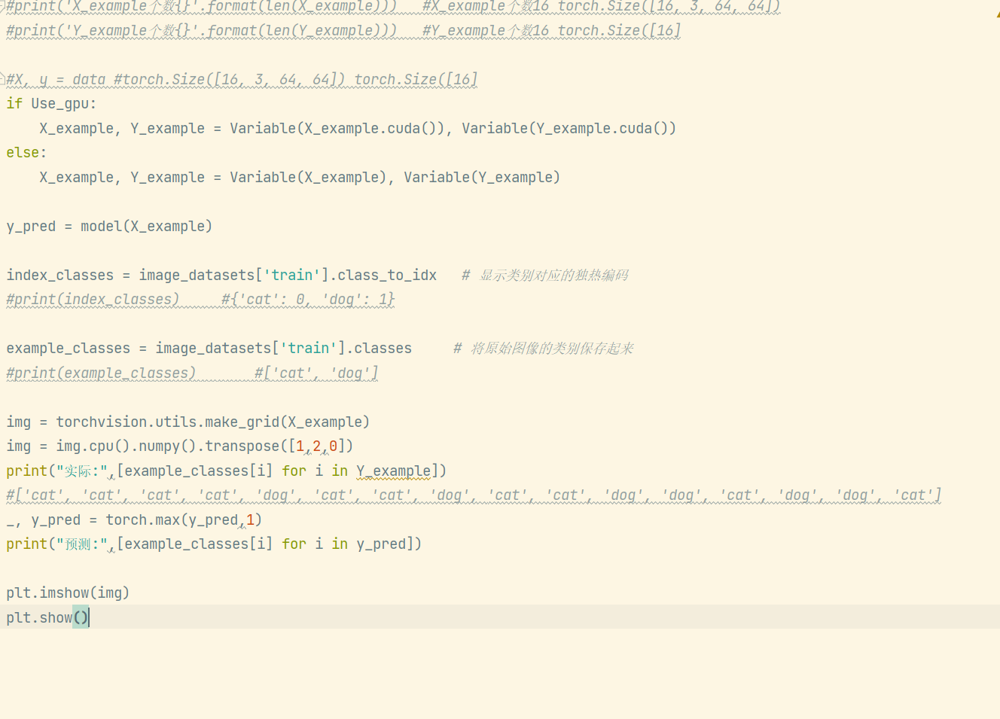 #print('X_example个数{}'.format(len(X_example)))   #X_example个数16 torch.Size([16, 3, 64, 64])
#print('Y_example个数{}'.format(len(Y_example)))   #Y_example个数16 torch.Size([16]
#X, y = data #torch.Size([16, 3, 64, 64]) torch.Size([16]
if Use_gpu:
    X_example, Y_example = Variable(X_example.cuda()), Variable(Y_example.cuda())
else:
    X_example, Y_example = Variable(X_example), Variable(Y_example)
y_pred = model(X_example)
index_classes = image_datasets['train'].class_to_idx   # 显示类别对应的独热编码
#print(index_classes)     #{'cat': 0, 'dog': 1}
example_classes = image_datasets['train'].classes     # 将原始图像的类别保存起来
#print(example_classes)       #['cat', 'dog']
img = torchvision.utils.make_grid(X_example)
img = img.cpu().numpy().transpose([1,2,0])
print("实际:",[example_classes[i] for i in Y_example])
#['cat', 'cat', 'cat', 'cat', 'dog', 'cat', 'cat', 'dog', 'cat', 'cat', 'dog', 'dog', 'cat', 'dog', 'dog', 'cat']
_, y_pred = torch.max(y_pred,1)
print("预测:",[example_classes[i] for i in y_pred])
plt.imshow(img)
plt.show()